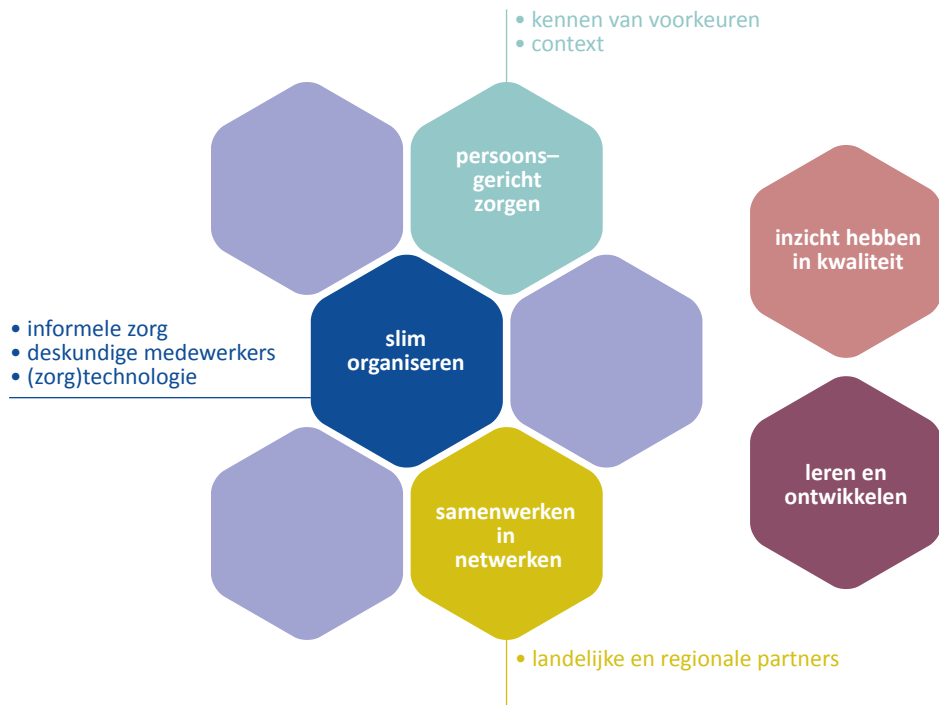 • kennen van voorkeuren
• context
persoons–
gericht
zorgen
inzicht hebben
in kwaliteit
• informele zorg
• deskundige medewerkers
• (zorg)technologie
slim
organiseren
leren en
ontwikkelen
samenwerken
in
netwerken
• landelijke en regionale partners